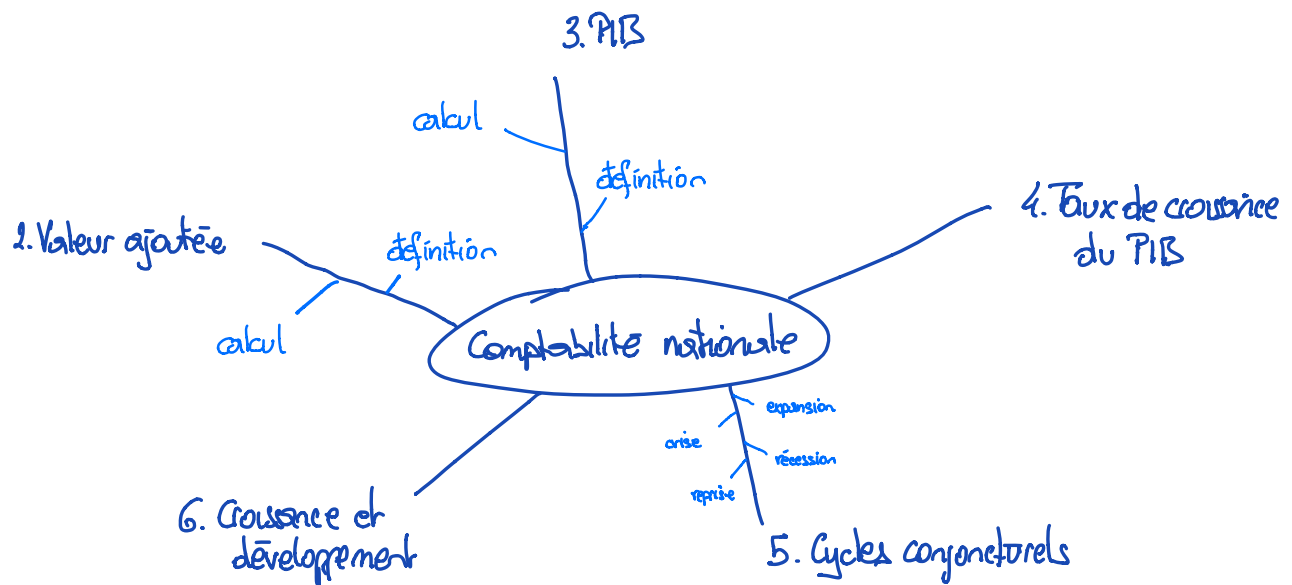 3. PIB
calcul
définition
2. Valeur ajoutée
définition
calcul
4. Taux de croissance
du PIB
Comptabilité nationale
expansion
crise
récession
reprise
6. Croissance et
développement
5. Cycles conjoncturels